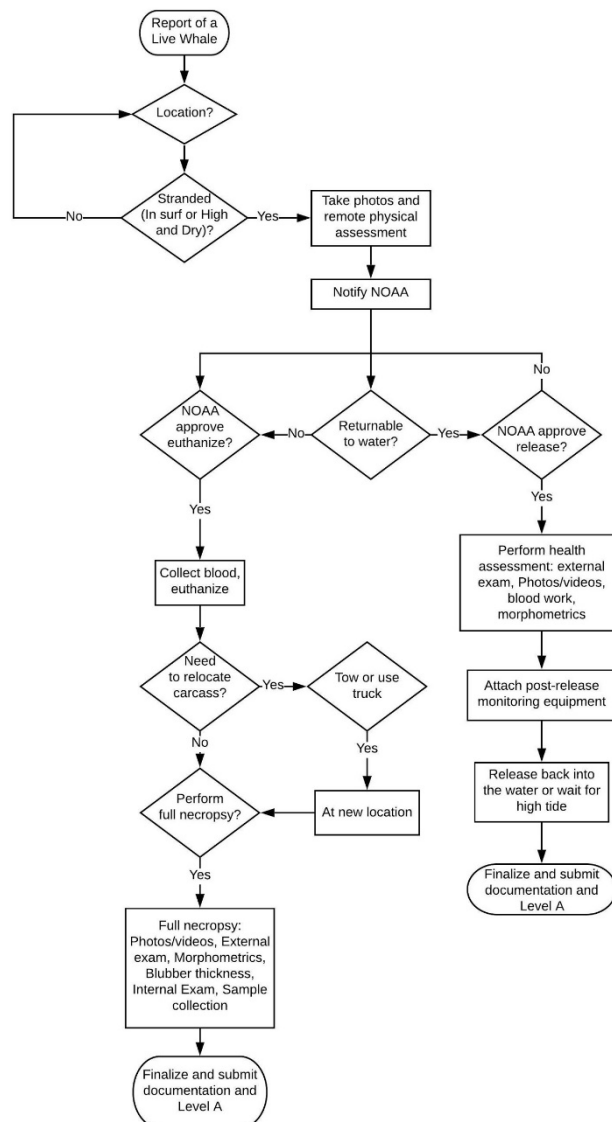 Report of a
Live Whale
Location?
Stranded
(In surf or High
and Dry)?
No
Yes
Take photos and
remote physical
assessment
Notify NOAA
No
NOAA
approve
euthanize?
No
Returnable
to water?
Yes
NOAA approve
release?
Yes
Yes
Collect blood,
euthanize
Perform health
assessment: external
exam, Photos/videos,
blood work,
morphometrics
Need
to relocate
carcass?
Yes
Tow or use
truck
Attach post-release
monitoring equipment
No
Yes
Release back into
the water or wait for
high tide
Perform
full necropsy?
At new location
Yes
Finalize and submit
documentation and
Level A
Full necropsy:
Photos/videos, External
exam, Morphometrics,
Blubber thickness,
Internal Exam, Sample
collection
Finalize and submit
documentation and
Level A